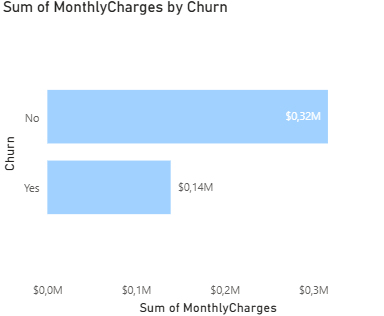 Sum of MonthlyCharges by Churn
Churn
No
$0,32M
Yes
$0,14M
$0,0M $0,1M $0,2M $0,3M
Sum of MonthlyCharges